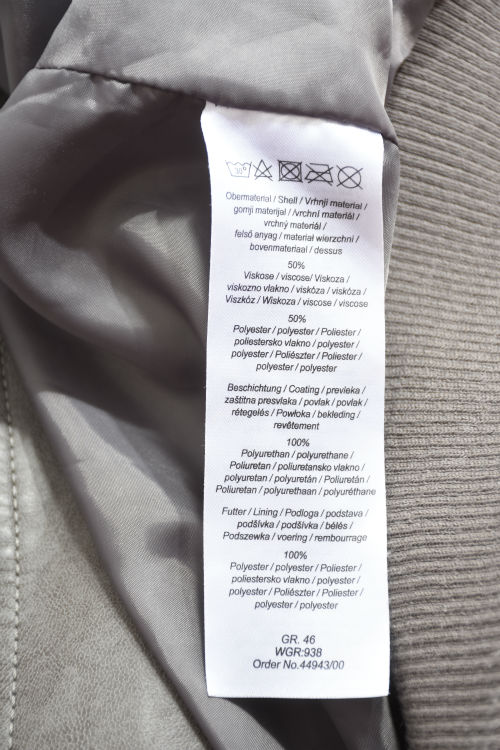 30°
Obermaterial / Shell / Vrhnji material /
gornji materijal / /vrchní materiál /
vrchný materiál /
felső anyag / materiał wierzchni /
bovenmateriaal / dessus
50%
Viskose / viscose/ Viskoza /
viskozno vlakno / viskóza / viskóza /
Viszkóz / Wiskoza / viscose / viscose
50%
Polyester / polyester / Poliester /
poliestersko vlakno / polyester /
polyester / Poliészter / Poliester /
polyester / polyester
Beschichtung / Coating / prevleka /
zaštitna presvlaka / povlak / povlak /
rétegelés / Powłoka / bekleding /
revêtement
100%
Polyurethan / polyurethane /
Poliuretan / poliuretansko vlakno /
polyuretan / polyuretán / Poliuretán /
Poliuretan / polyurethaan / polyuréthane
Futter / Lining / Podloga / podstava /
podšívka / podšívka / bélés /
Podszewka / voering / rembourrage
100%
Polyester / polyester / Poliester /
poliestersko vlakno / polyester /
polyester / Poliészter / Poliester /
polyester / polyester
GR. 46
WGR:938
Order No.44943/00